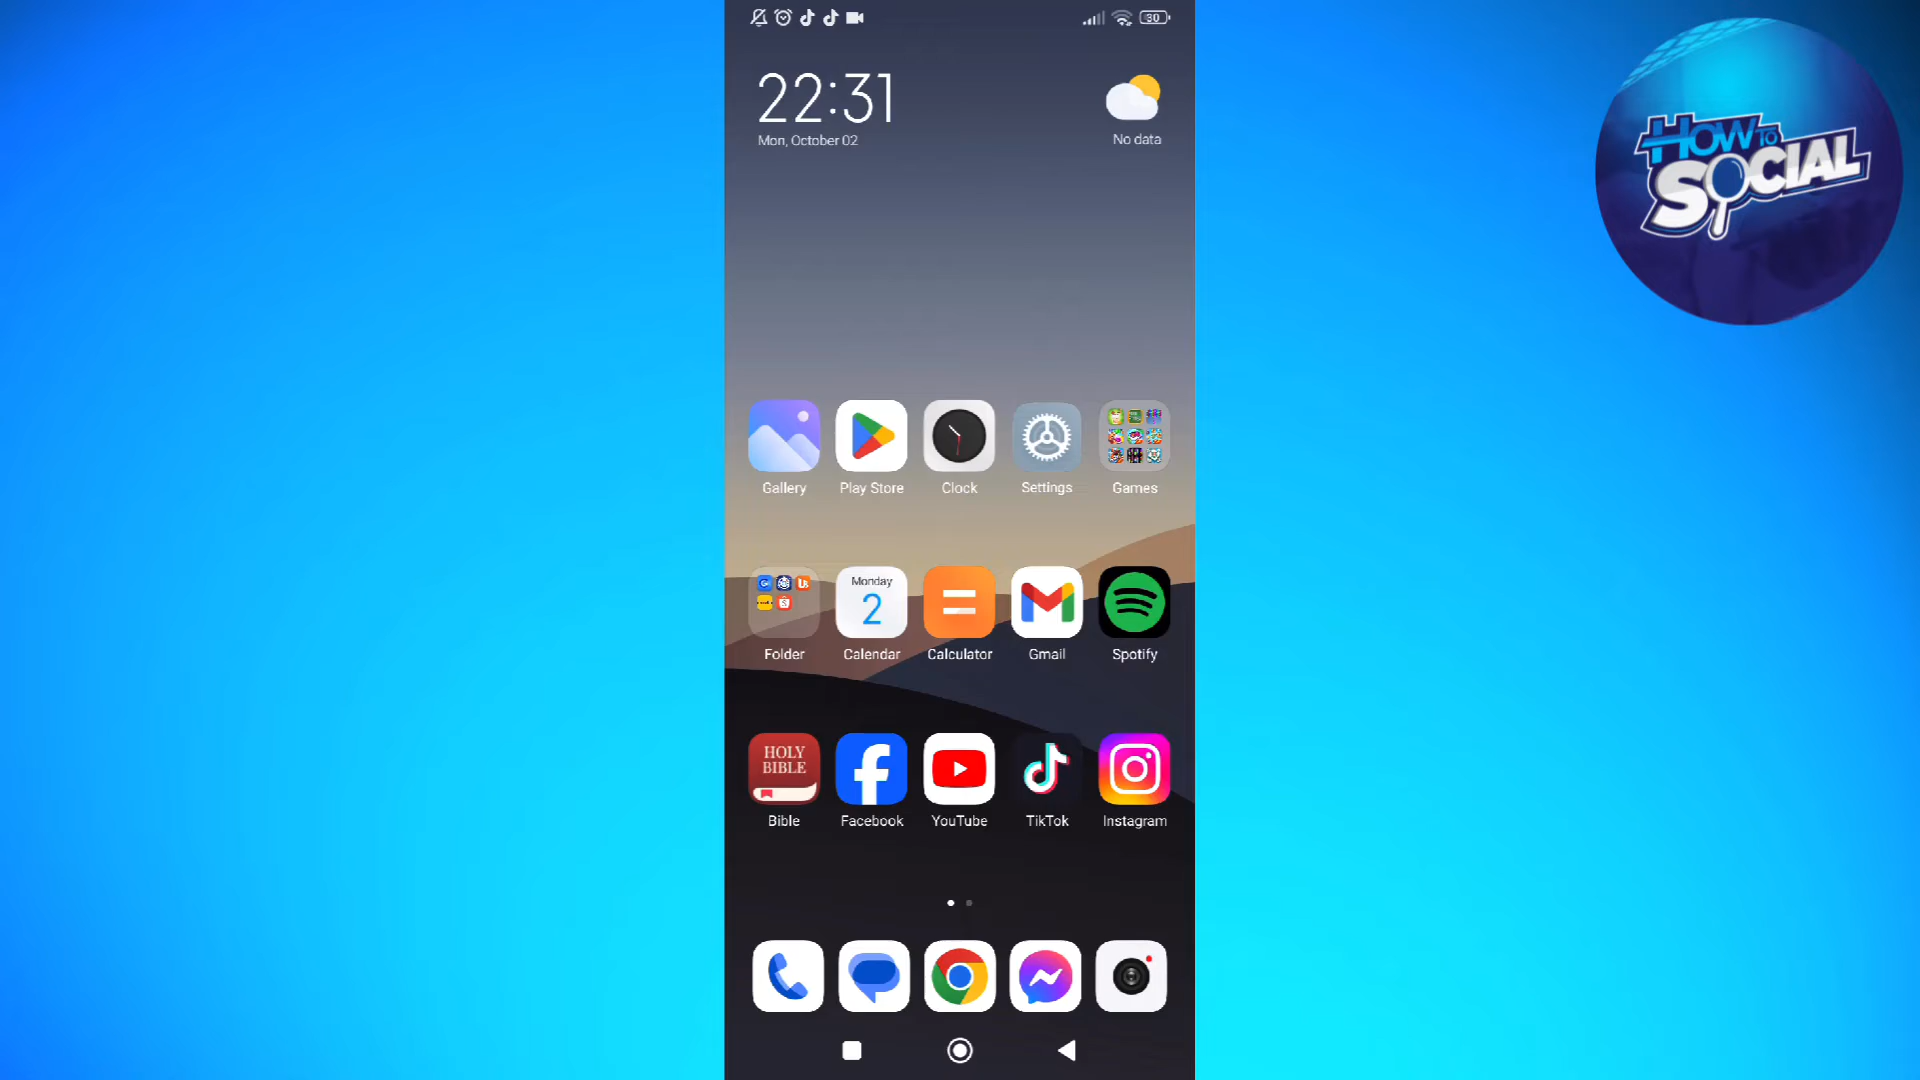 30
HOW TO
SOCIAL
22:31
Mon, October 02
No data
Gallery
Play Store
Clock
Settings
Games
Monday
2
Folder
Calendar
Calculator
Gmail
Spotify
HOLY
BIBLE
Bible
Facebook
YouTube
TikTok
Instagram